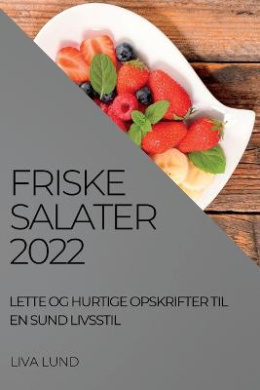 FRISKE
SALATER
2022
LETTE OG HURTIGE OPSKRIFTER TIL
EN SUND LIVSSTIL
LIVA LUND